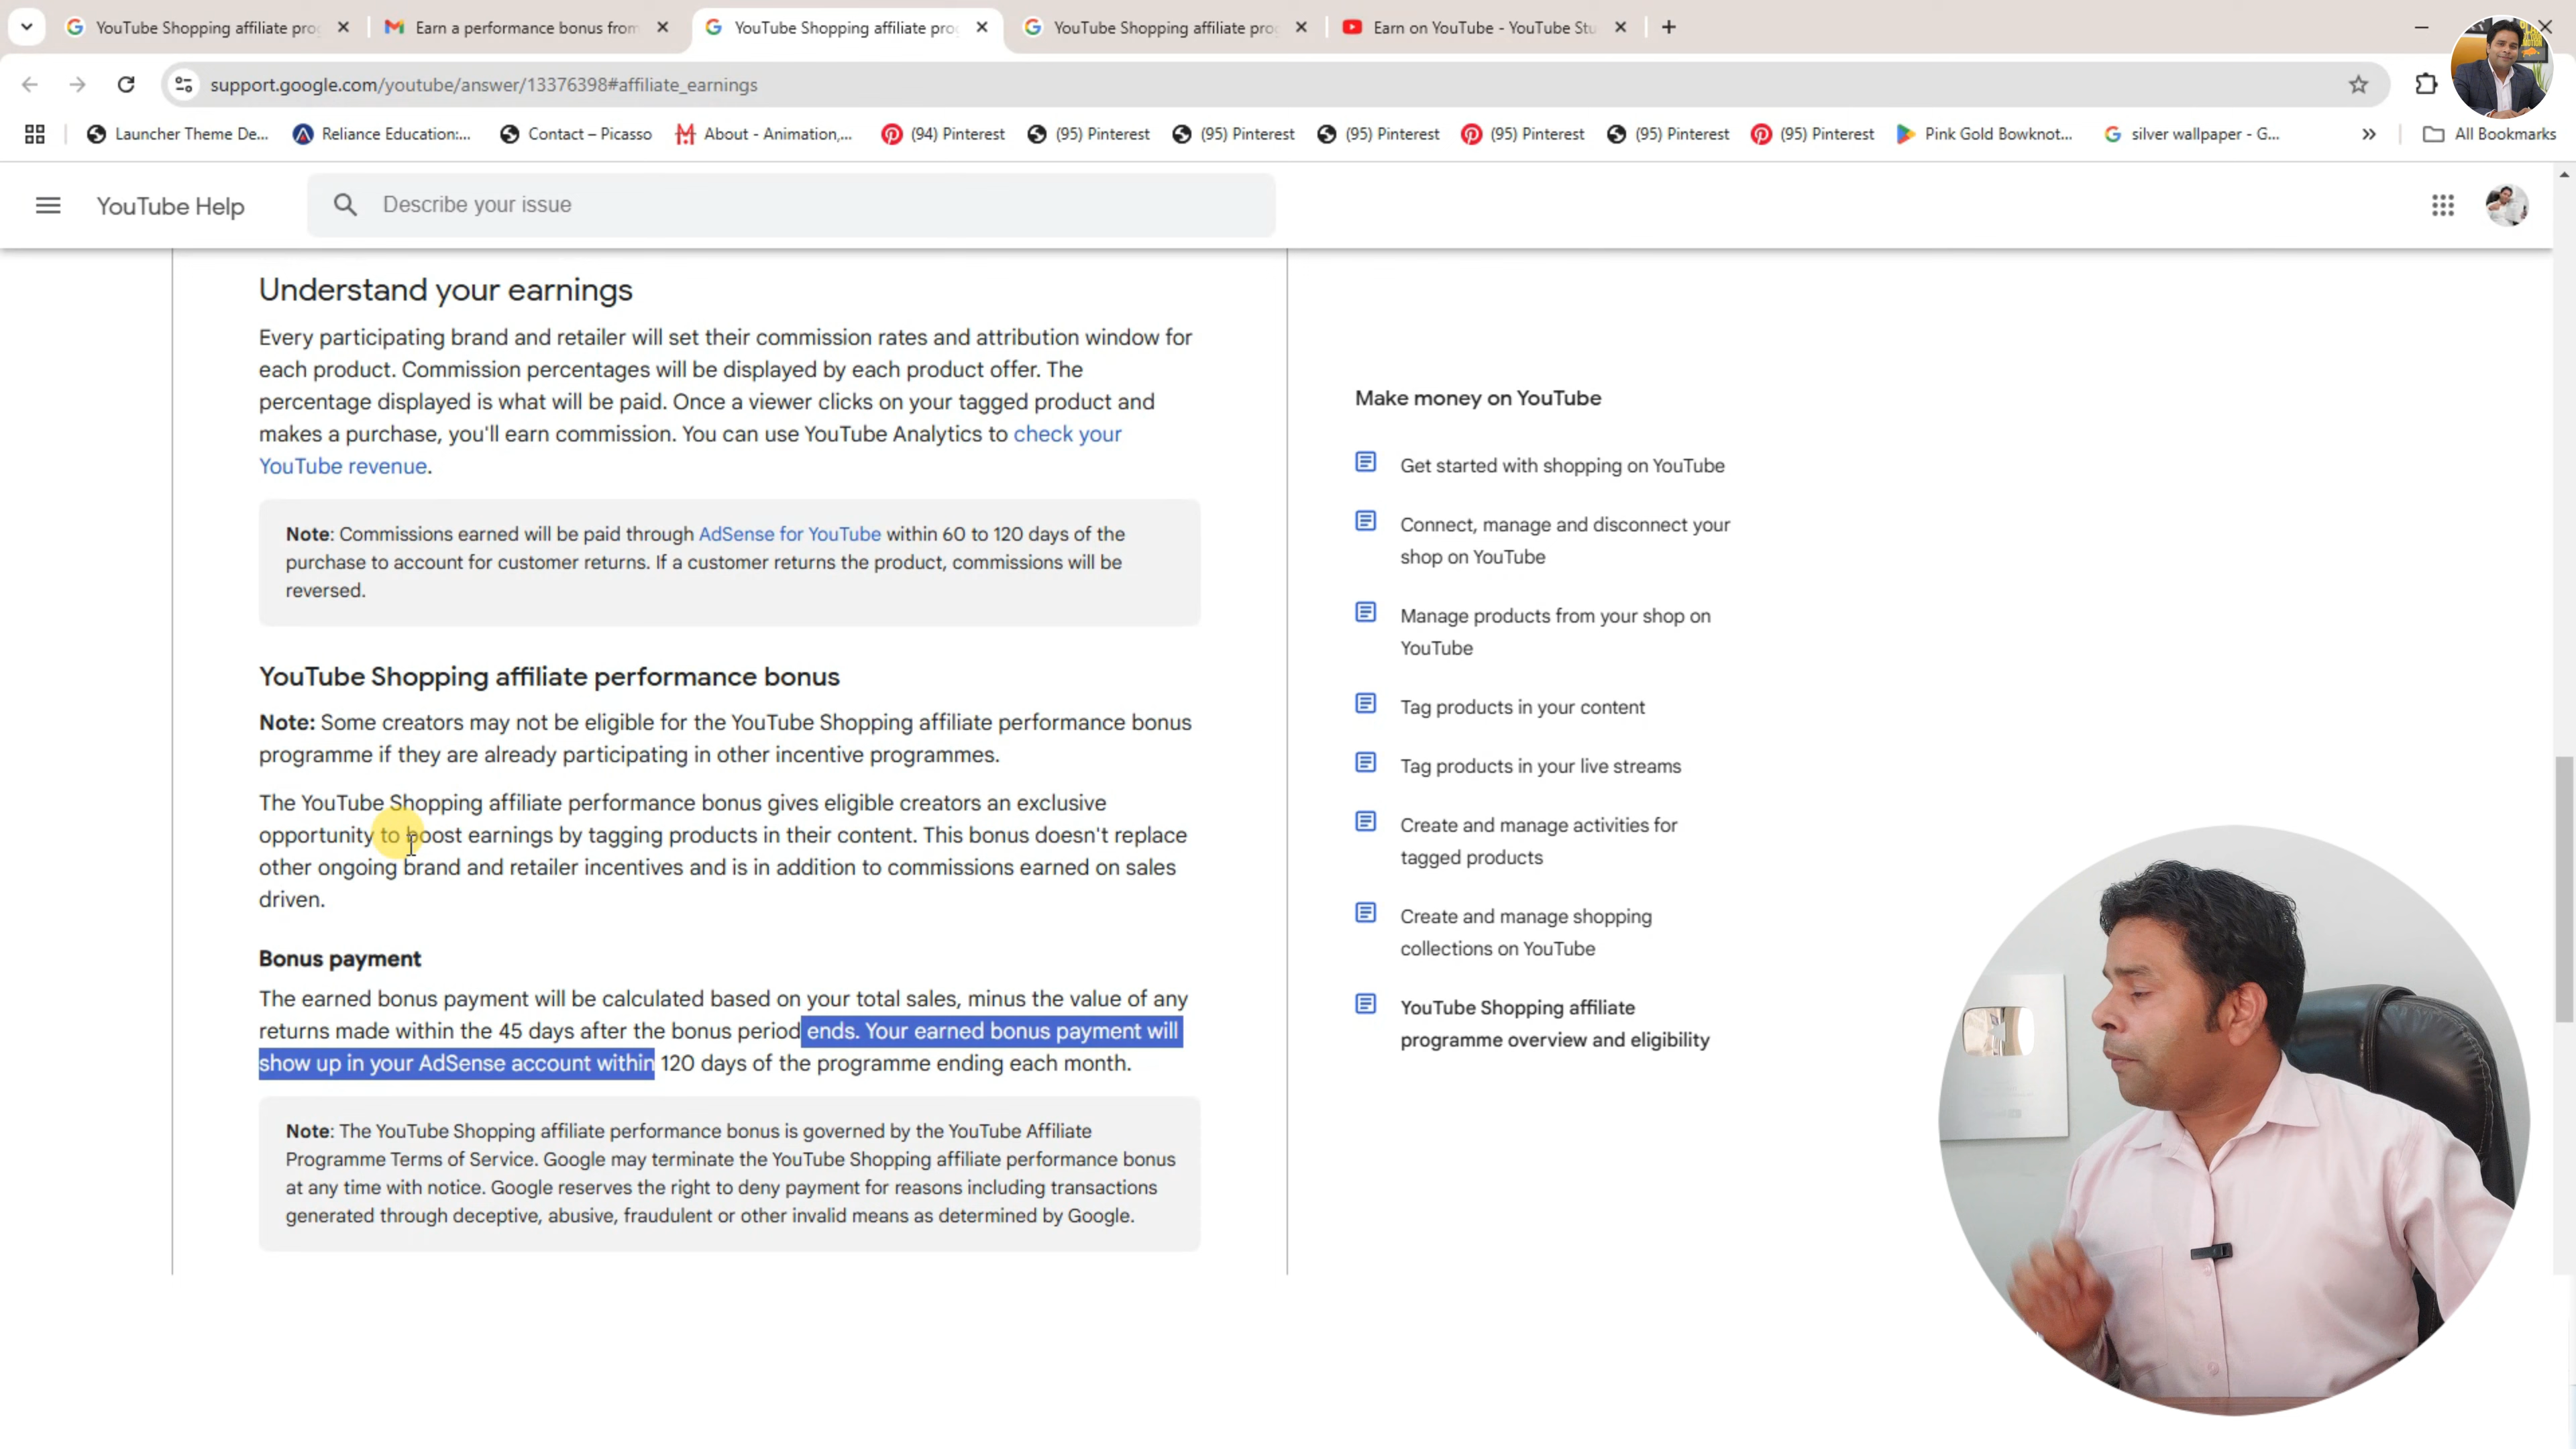 YouTube Shopping affiliate pro
Earn a performance bonus from
YouTube Shopping affiliate pro
YouTube Shopping affiliate prog
Earn on YouTube - YouTube Stu
support.google.com/youtube/answer/13376398#affiliate_earnings
Launcher Theme De...
Reliance Education:...
Contact – Picasso
About - Animation,...
(94) Pinterest
(95) Pinterest
(95) Pinterest
(95) Pinterest
(95) Pinterest
(95) Pinterest
(95) Pinterest
Pink Gold Bowknot...
silver wallpaper - G...
All Bookmarks
YouTube Help
Describe your issue
Understand your earnings
Every participating brand and retailer will set their commission rates and attribution window for
each product. Commission percentages will be displayed by each product offer. The
percentage displayed is what will be paid. Once a viewer clicks on your tagged product and
makes a purchase, you'll earn commission. You can use YouTube Analytics to check your
YouTube revenue.
Note: Commissions earned will be paid through AdSense for YouTube within 60 to 120 days of the
purchase to account for customer returns. If a customer returns the product, commissions will be
reversed.
YouTube Shopping affiliate performance bonus
Note: Some creators may not be eligible for the YouTube Shopping affiliate performance bonus
programme if they are already participating in other incentive programmes.
The YouTube Shopping affiliate performance bonus gives eligible creators an exclusive
opportunity to boost earnings by tagging products in their content. This bonus doesn't replace
other ongoing brand and retailer incentives and is in addition to commissions earned on sales
driven.
Bonus payment
The earned bonus payment will be calculated based on your total sales, minus the value of any
returns made within the 45 days after the bonus period ends. Your earned bonus payment will
show up in your AdSense account within 120 days of the programme ending each month.
Note: The YouTube Shopping affiliate performance bonus is governed by the YouTube Affiliate
Programme Terms of Service. Google may terminate the YouTube Shopping affiliate performance bonus
at any time with notice. Google reserves the right to deny payment for reasons including transactions
generated through deceptive, abusive, fraudulent or other invalid means as determined by Google.
Make money on YouTube
Get started with shopping on YouTube
Connect, manage and disconnect your
shop on YouTube
Manage products from your shop on
YouTube
Tag products in your content
Tag products in your live streams
Create and manage activities for
tagged products
Create and manage shopping
collections on YouTube
YouTube Shopping affiliate
programme overview and eligibility